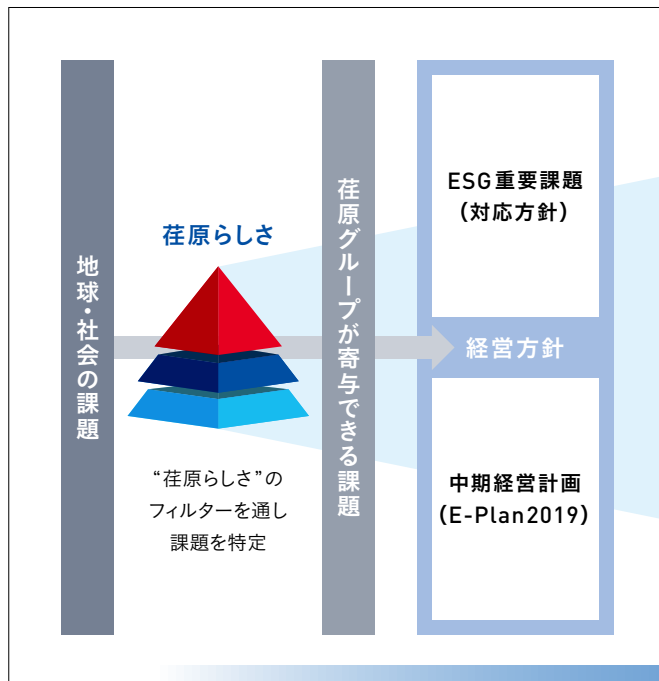 地球・社会の課題
荏原らしさ
“荏原らしさ”の
フィルターを通し
課題を特定
荏原グループが寄与できる課題
ESG重要課題
（対応方針）
経営方針
中期経営計画
（E-Plan2019）